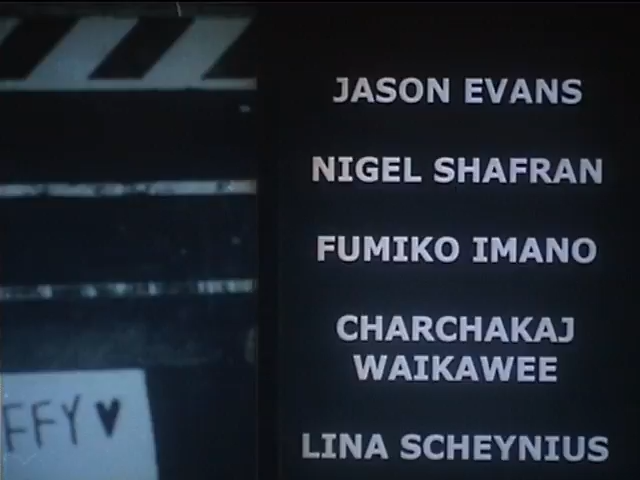 JASON EVANS
NIGEL SHAFRAN
FUMIKO IMANO
CHARCHAKAJ
WAIKAWEE
LINA SCHEYNIUS
FFY ♥